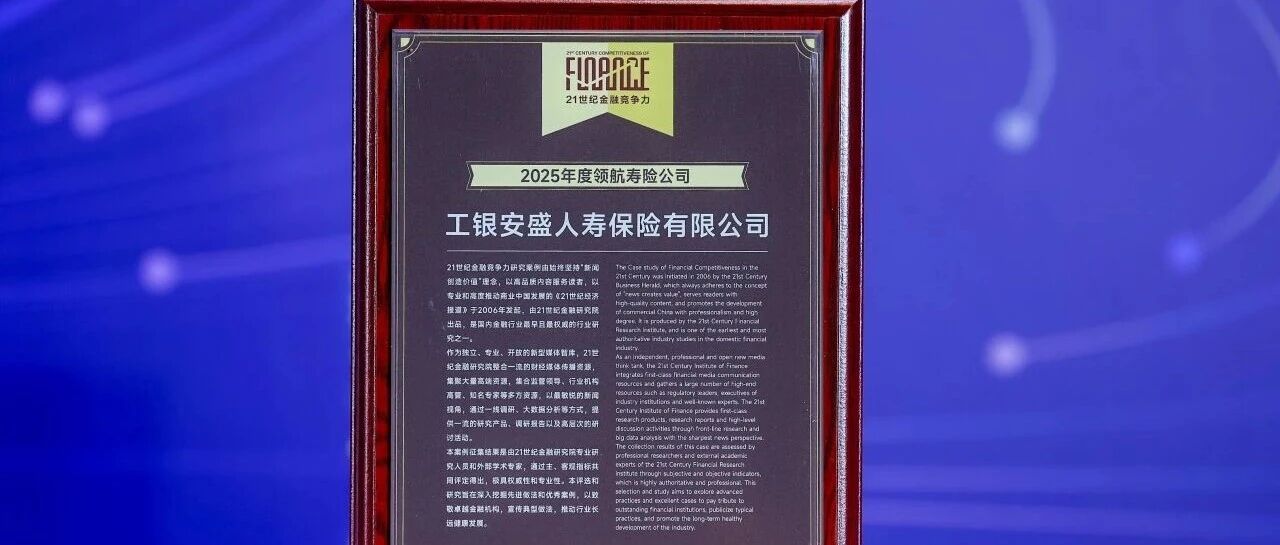 21ST CENTURY COMPETITIVENESS OF
FINANCE
21世纪金融竞争力
2025年度领航寿险公司
工银安盛人寿保险有限公司
21世纪金融竞争力研究案例由始终坚持“新闻
创造价值”理念，以高品质内容服务读者，以
专业和高度推动商业中国发展的《21世纪经济
报道》于2006年发起，由21世纪金融研究院
出品，是国内金融行业最早且最权威的行业研
究之一。
作为独立、专业、开放的新型媒体智库，21世
纪金融研究院整合一流的财经媒体传播资源，
集聚大量高端资源，集合监管领导、行业机构
高管、知名专家等多方资源，以最敏锐的新闻
视角，通过一线调研、大数据分析等方式，提
供一流的研究产品、调研报告以及高层次的研
讨活动。
本案例征集结果是由21世纪金融研究院专业研
究人员和外部学术专家，通过主、客观指标共
同评定得出，极具权威性和专业性。本评选和
研究旨在深入挖掘先进做法和优秀案例，以致
敬卓越金融机构，宣传典型做法，推动行业长
远健康发展。
The Case study of Financial Competitiveness in the
21st Century was initiated in 2006 by the 21st Century
Business Herald, which always adheres to the concept
of "news creates value", serves readers with
high-quality content, and promotes the development
of commercial China with professionalism and high
degree. It is produced by the 21st Century Financial
Research Institute, and is one of the earliest and most
authoritative industry studies in the domestic financial
industry.
As an independent, professional and open new media
think tank, the 21st Century Institute of Finance
integrates first-class financial media communication
resources and gathers a large number of high-end
resources such as regulatory leaders, executives of
industry institutions and well-known experts. The 21st
Century Institute of Finance provides first-class
research products, research reports and high-level
discussion activities through front-line research and
big data analysis with the sharpest news perspective.
The collection results of this case are assessed by
professional researchers and external academic
experts of the 21st Century Financial Research
Institute through subjective and objective indicators,
which is highly authoritative and professional. This
selection and study aims to explore advanced
practices and excellent cases to pay tribute to
outstanding financial institutions, publicize typical
practices, and promote the long-term healthy
development of the industry.